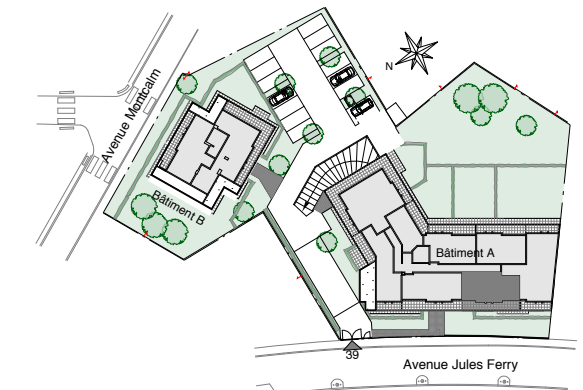 N
Avenue Montcalm
Bâtiment B
Bâtiment A
39
Avenue Jules Ferry